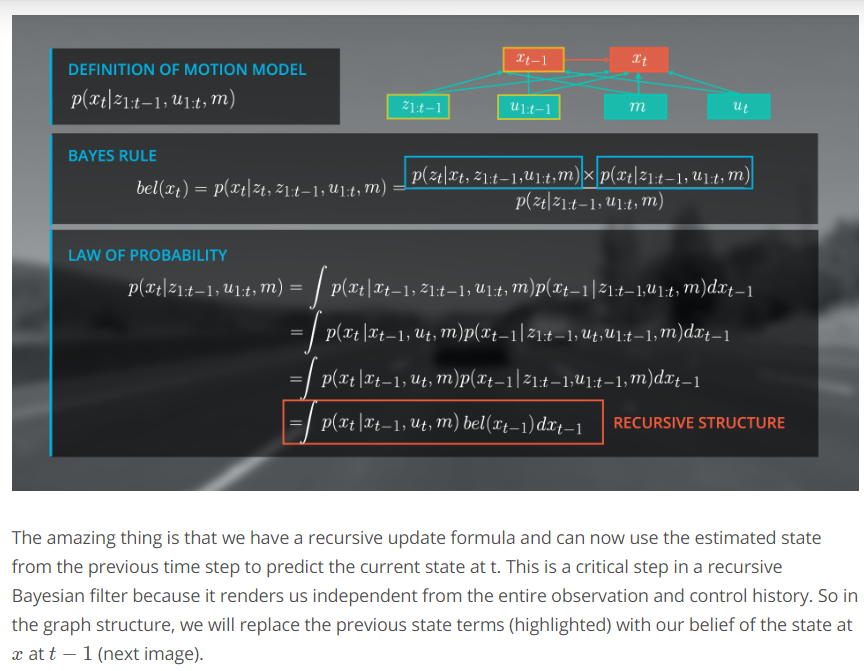 DEFINITION OF MOTION MODEL
p(x_t|z_{1:t−1}, u_{1:t}, m)
x_{t−1} x_t
z_{1:t−1} u_{1:t−1} m u_t
BAYES RULE
bel(x_t) = p(x_t|z_t, z_{1:t−1}, u_{1:t}, m) = \frac{p(z_t|x_t, z_{1:t−1}, u_{1:t}, m) × p(x_t|z_{1:t−1}, u_{1:t}, m)}{p(z_t|z_{1:t−1}, u_{1:t}, m)}
LAW OF PROBABILITY
p(x_t|z_{1:t−1}, u_{1:t}, m) = ∫ p(x_t|x_{t−1}, z_{1:t−1}, u_{1:t}, m)p(x_{t−1}|z_{1:t−1}, u_{1:t}, m)dx_{t−1}
= ∫ p(x_t|x_{t−1}, u_t, m)p(x_{t−1}|z_{1:t−1}, u_t, u_{1:t−1}, m)dx_{t−1}
= ∫ p(x_t|x_{t−1}, u_t, m)p(x_{t−1}|z_{1:t−1}, u_{1:t−1}, m)dx_{t−1}
= ∫ p(x_t|x_{t−1}, u_t, m) bel(x_{t−1})dx_{t−1} RECURSIVE STRUCTURE
The amazing thing is that we have a recursive update formula and can now use the estimated state
from the previous time step to predict the current state at t. This is a critical step in a recursive
Bayesian filter because it renders us independent from the entire observation and control history. So in
the graph structure, we will replace the previous state terms (highlighted) with our belief of the state at
x at t − 1 (next image).